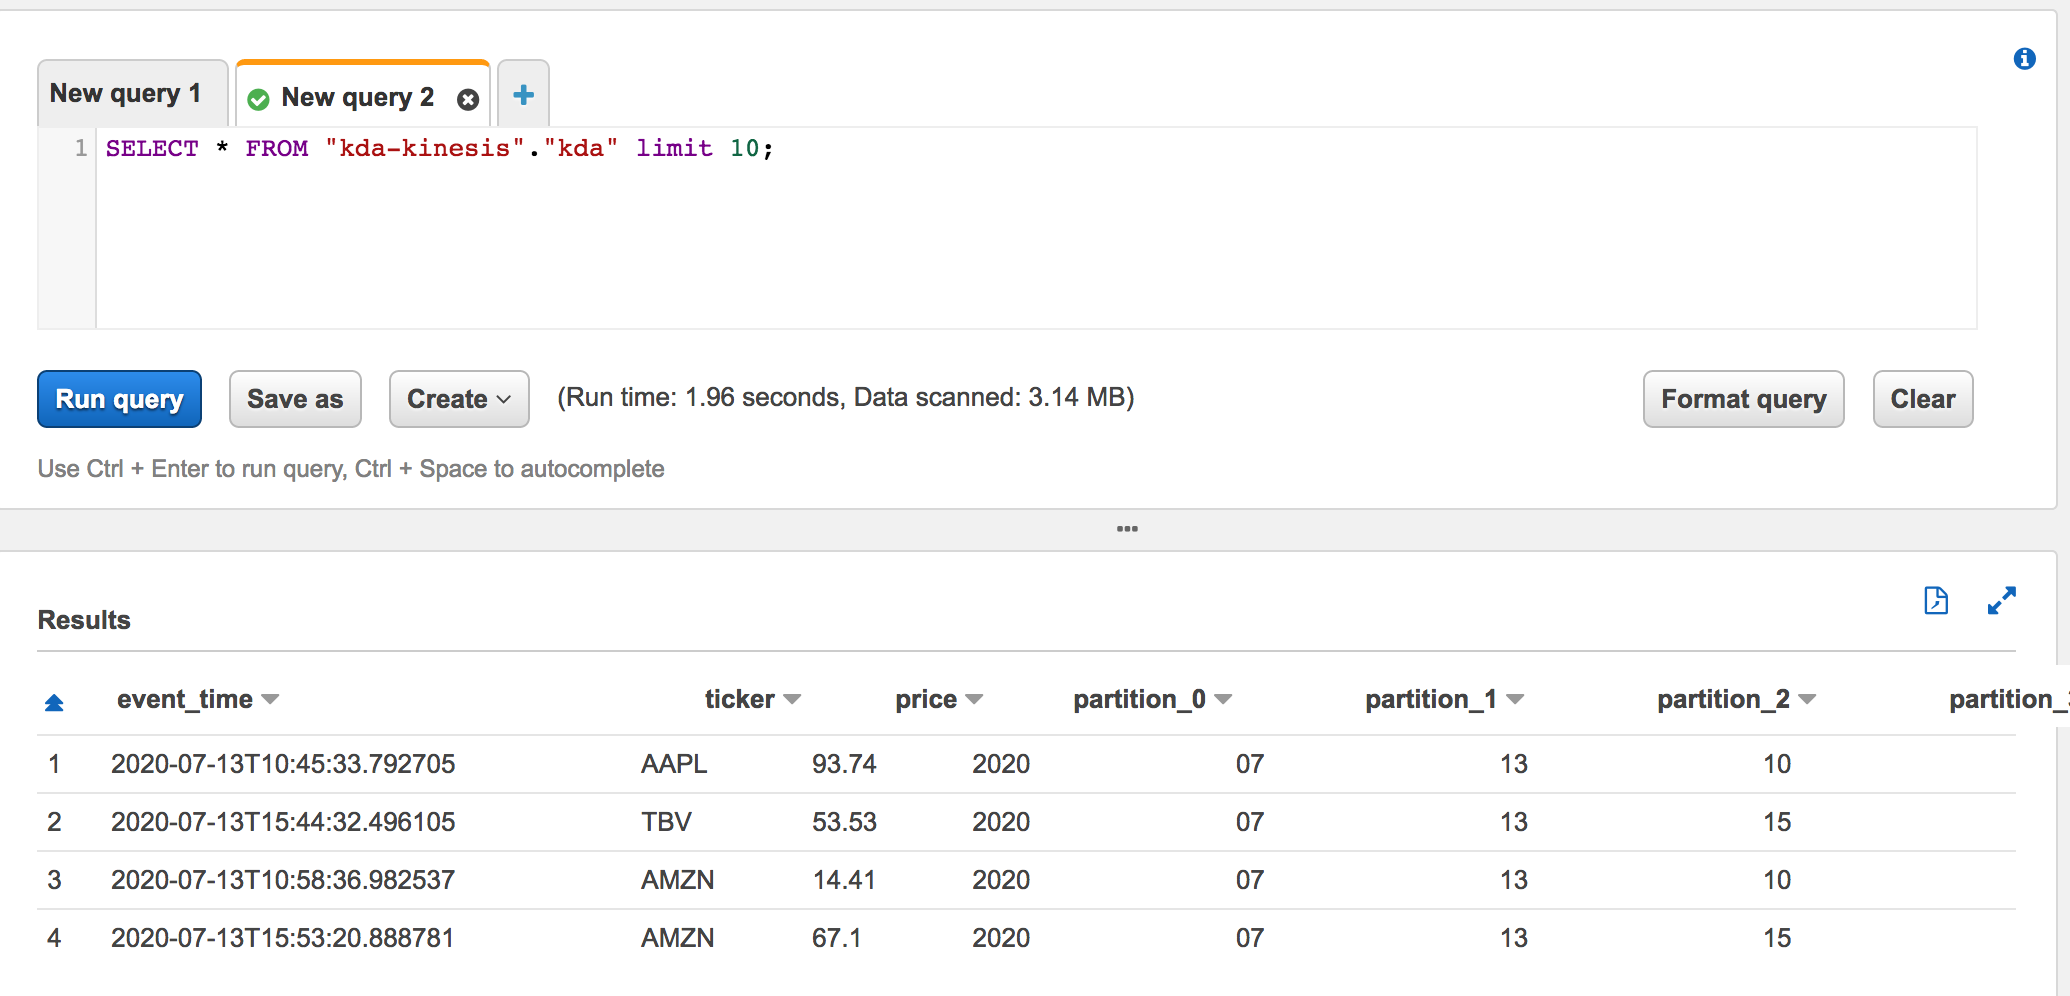 New query 1 New query 2 +
1 SELECT * FROM "kda-kinesis"."kda" limit 10;
Run query Save as Create (Run time: 1.96 seconds, Data scanned: 3.14 MB) Format query Clear
Use Ctrl + Enter to run query, Ctrl + Space to autocomplete
Results
event_time ticker price partition_0 partition_1 partition_2 partition_3
1 2020-07-13T10:45:33.792705 AAPL 93.74 2020 07 13 10
2 2020-07-13T15:44:32.496105 TBV 53.53 2020 07 13 15
3 2020-07-13T10:58:36.982537 AMZN 14.41 2020 07 13 10
4 2020-07-13T15:53:20.888781 AMZN 67.1 2020 07 13 15